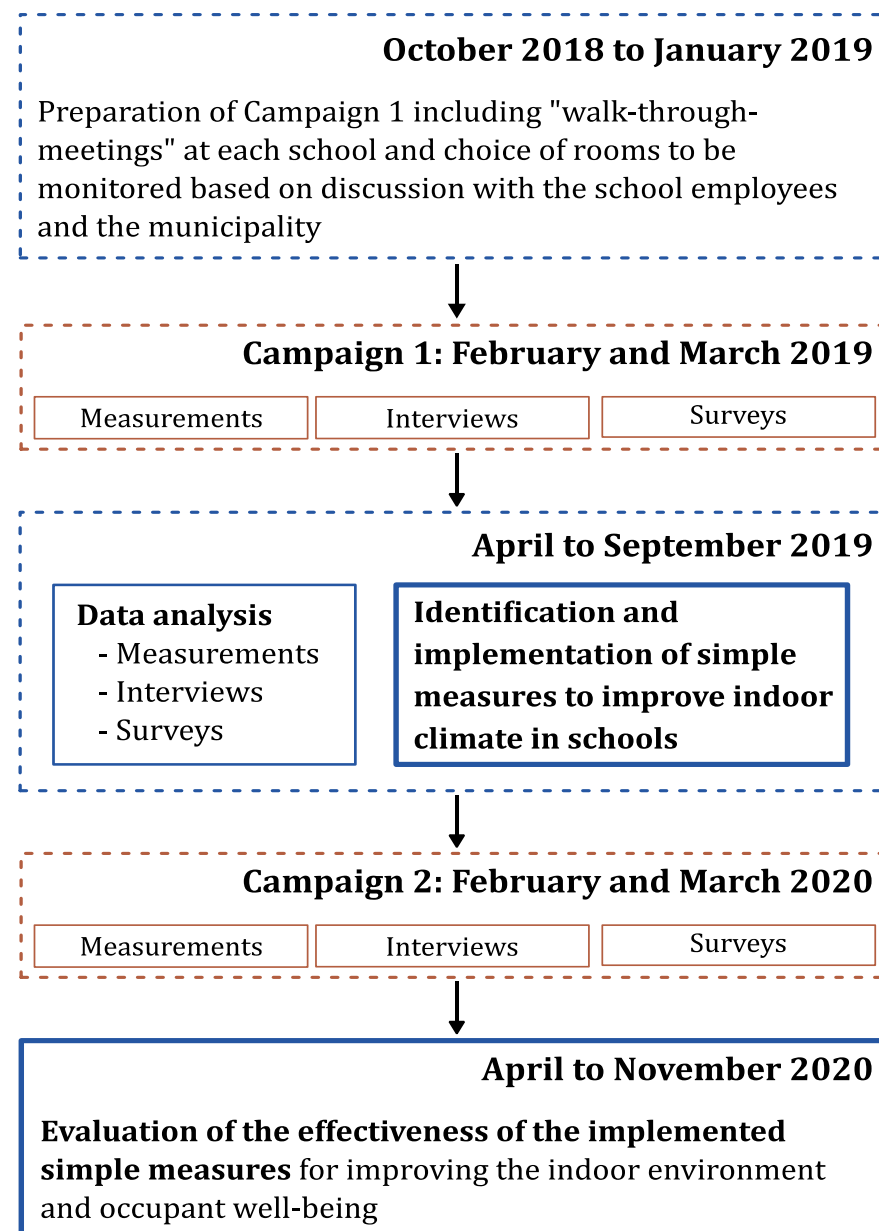 October 2018 to January 2019
Preparation of Campaign 1 including "walk-through-
meetings" at each school and choice of rooms to be
monitored based on discussion with the school employees
and the municipality
Campaign 1: February and March 2019
Measurements
Interviews
Surveys
April to September 2019
Data analysis
- Measurements
- Interviews
- Surveys
Identification and
implementation of simple
measures to improve indoor
climate in schools
Campaign 2: February and March 2020
Measurements
Interviews
Surveys
April to November 2020
Evaluation of the effectiveness of the implemented
simple measures for improving the indoor environment
and occupant well-being